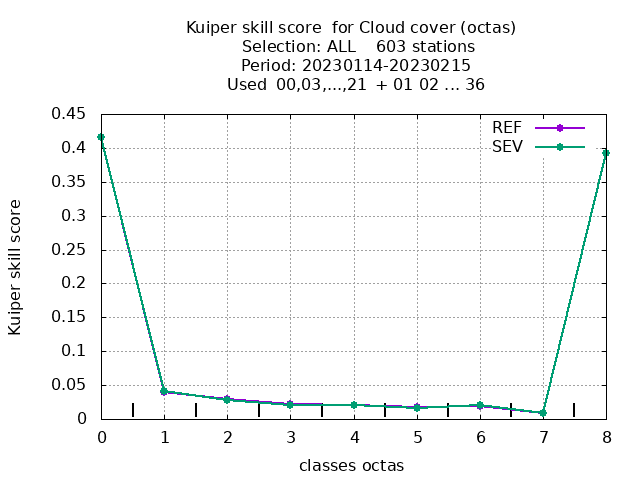 Kuiper skill score  for Cloud cover (octas)
Selection: ALL    603 stations
Period: 20230114-20230215
Used  00,03,...,21  + 01 02 ... 36
REF
SEV
0.45
0.4
0.35
0.3
0.25
0.2
0.15
0.1
0.05
0
Kuiper skill score
0 1 2 3 4 5 6 7 8
classes octas